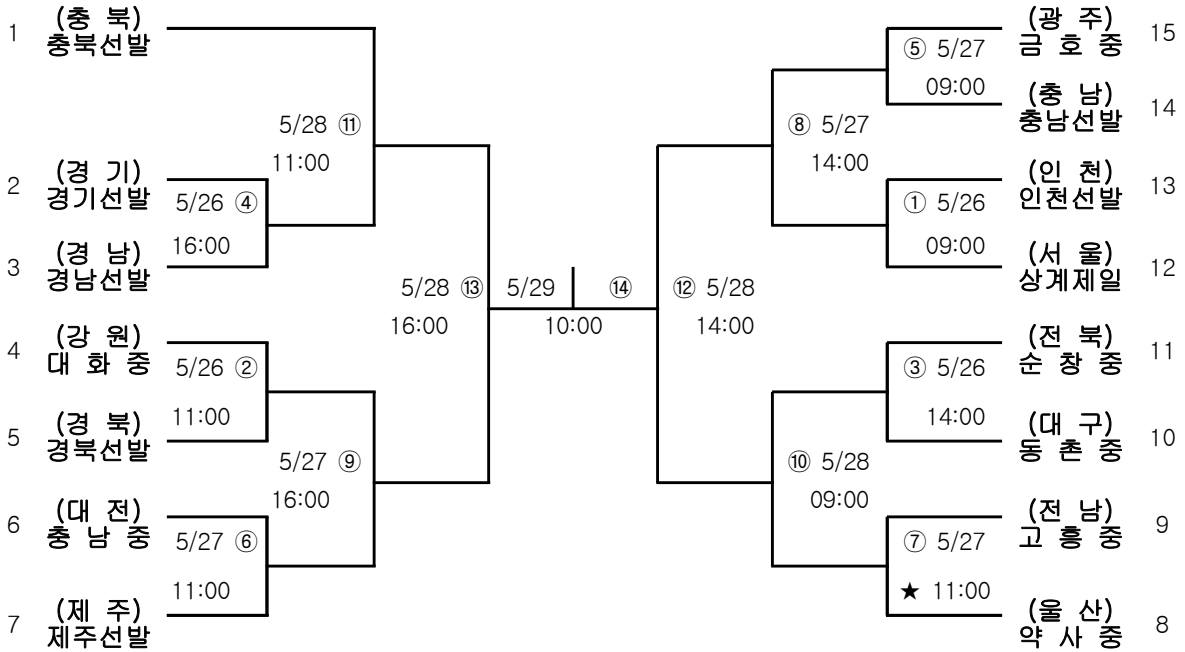 1 (충 북) 충북선발
5/28 ⑪
11:00
2 (경 기) 경기선발
5/26 ④
16:00
3 (경 남) 경남선발
5/28 ⑬
16:00
4 (강 원) 대 화 중
5/26 ②
11:00
5 (경 북) 경북선발
5/27 ⑨
16:00
6 (대 전) 충 남 중
5/27 ⑥
11:00
7 (제 주) 제주선발
5/29 ⑭
10:00
(광 주) 금 호 중 15
⑤ 5/27
09:00
(충 남) 충남선발 14
⑧ 5/27
14:00
(인 천) 인천선발 13
① 5/26
09:00
(서 울) 상계제일 12
⑫ 5/28
14:00
(전 북) 순 창 중 11
③ 5/26
14:00
(대 구) 동 촌 중 10
⑩ 5/28
09:00
(전 남) 고 흥 중 9
⑦ 5/27
★ 11:00
(울 산) 약 사 중 8